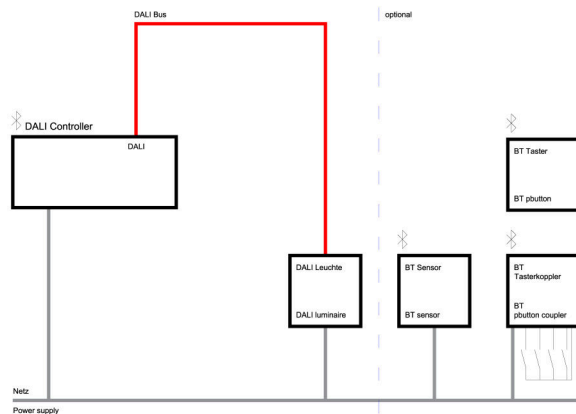 DALI Bus
optional
DALI Controller
DALI
BT Taster
BT pbutton
DALI Leuchte
DALI luminaire
BT Sensor
BT sensor
BT
Tasterkoppler
BT
pbutton coupler
Netz
Power supply